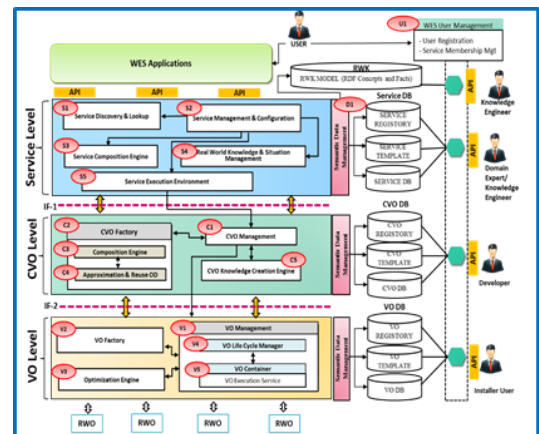 U1
WES User Management
- User Registration
- Service Membership Mgt
USER
WES Applications
RWK
RWK MODEL (RDF Concepts and Facts)
API
API
API
API
Knowledge
Engineer
Service Level
S1
Service Discovery & Lookup
S2
Service Management & Configuration
S3
Service Composition Engine
S4
Real World Knowledge & Situation
Management
S5
Service Execution Environment
D1
Semantic Data
Management
Service DB
SERVICE
REGISTORY
SERVICE
TEMPLATE
SERVICE DB
API
Domain
Expert/
Knowledge
Engineer
IF-1
CVO Level
C2
CVO Factory
C3
Composition Engine
C4
Approximation & Reuse OD
C1
CVO Management
C5
CVO Knowledge Creation Engine
Semantic Data
Management
CVO DB
CVO
REGISTORY
CVO
TEMPLATE
CVO DB
API
Developer
IF-2
VO Level
V2
VO Factory
V3
Optimization Engine
V1
VO Management
V4
VO Life Cycle Manager
V5
VO Container
VO Execution Service
Semantic Data
Management
VO DB
VO
REGISTORY
VO
TEMPLATE
VO DB
API
Installer User
RWO
RWO
RWO
RWO